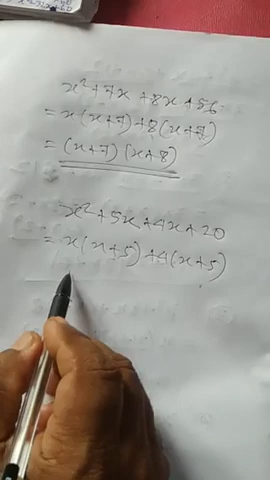 x² + 7x + 8x + 56
= x(x+7) + 8(x+7)
= (x+7) (x+8)
x² + 5x + 4x + 20
= x(x+5) + 4(x+5)